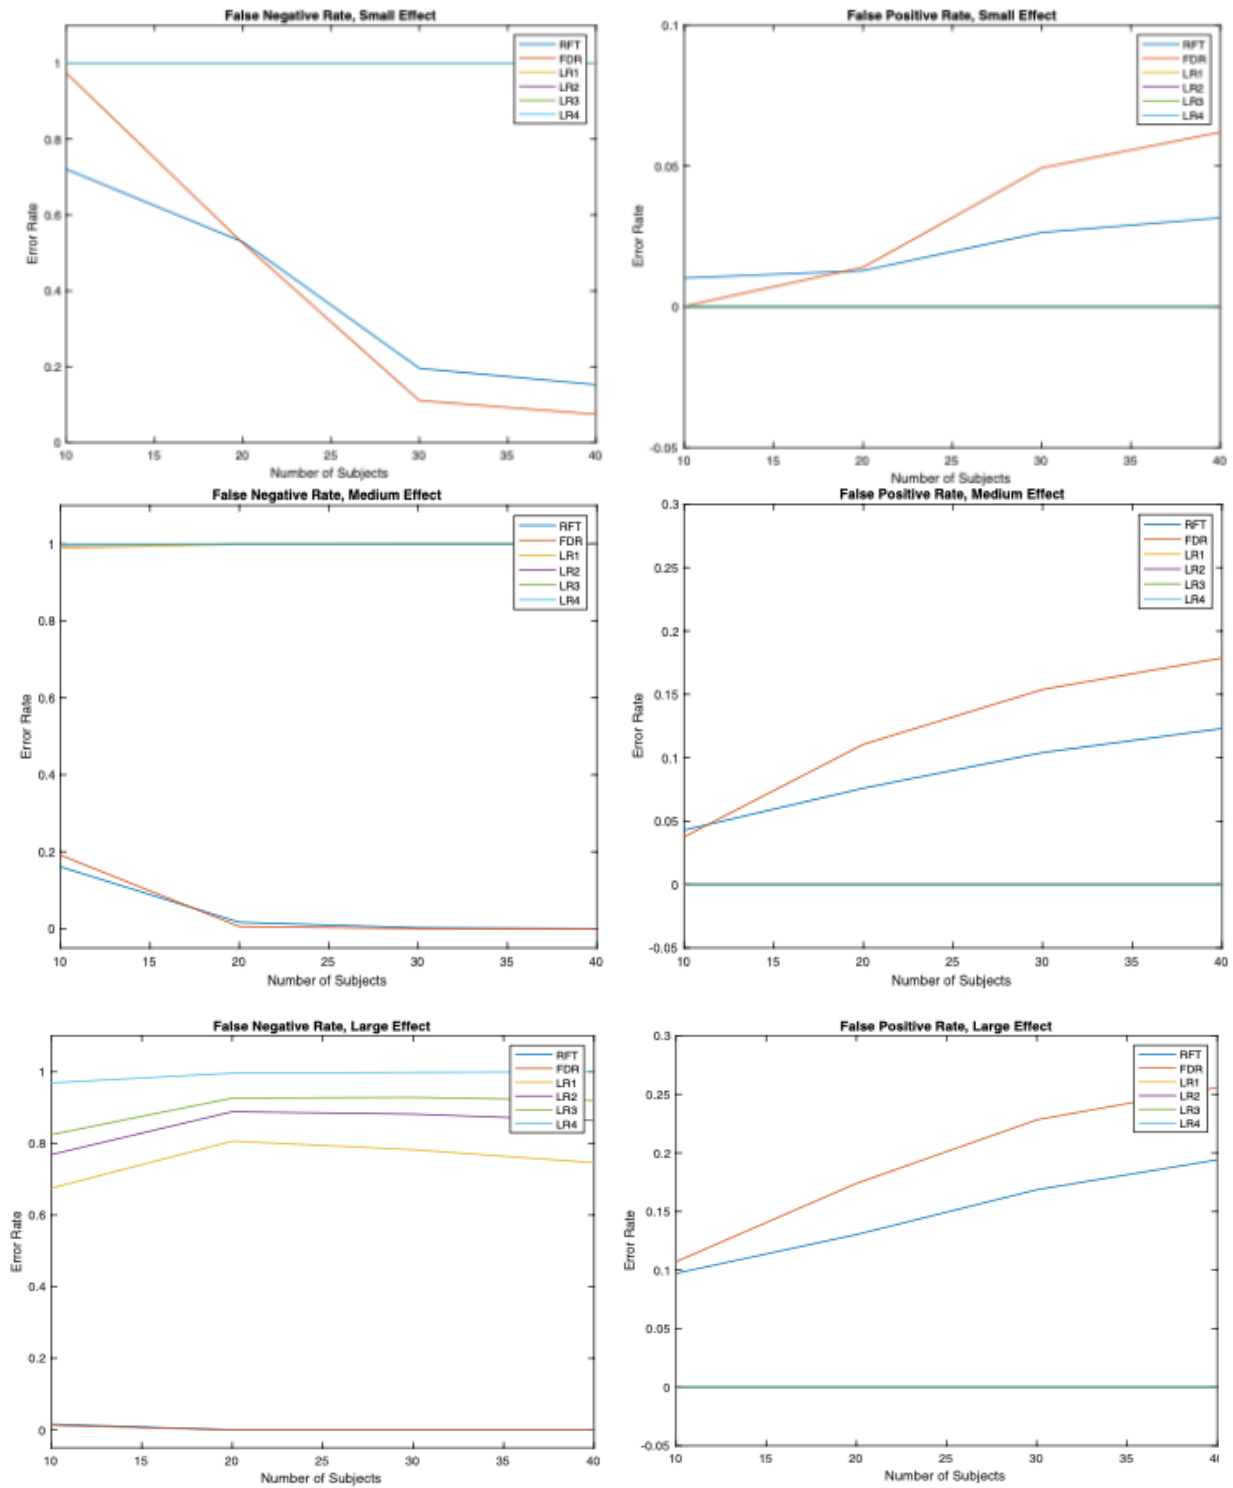 False Negative Rate, Small Effect
1
0.8
0.6
0.4
0.2
0
Error Rate
10 15 20 25 30 35 40
Number of Subjects
RFT
FDR
LR1
LR2
LR3
LR4
False Positive Rate, Small Effect
0.1
0.05
0
-0.05
Error Rate
10 15 20 25 30 35 40
Number of Subjects
RFT
FDR
LR1
LR2
LR3
LR4
False Negative Rate, Medium Effect
1
0.8
0.6
0.4
0.2
0
Error Rate
10 15 20 25 30 35 40
Number of Subjects
RFT
FDR
LR1
LR2
LR3
LR4
False Positive Rate, Medium Effect
0.3
0.25
0.2
0.15
0.1
0.05
0
-0.05
Error Rate
10 15 20 25 30 35 40
Number of Subjects
RFT
FDR
LR1
LR2
LR3
LR4
False Negative Rate, Large Effect
1
0.8
0.6
0.4
0.2
0
Error Rate
10 15 20 25 30 35 40
Number of Subjects
RFT
FDR
LR1
LR2
LR3
LR4
False Positive Rate, Large Effect
0.3
0.25
0.2
0.15
0.1
0.05
0
-0.05
Error Rate
10 15 20 25 30 35
Number of Subjects
RFT
FDR
LR1
LR2
LR3
LR4